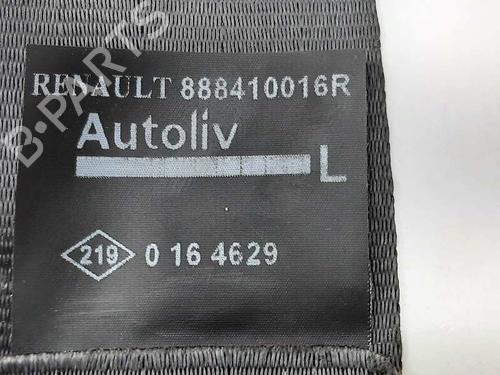 RENAULT 888410016R
Autoliv
L
219 0 16 4629
B-PARTS